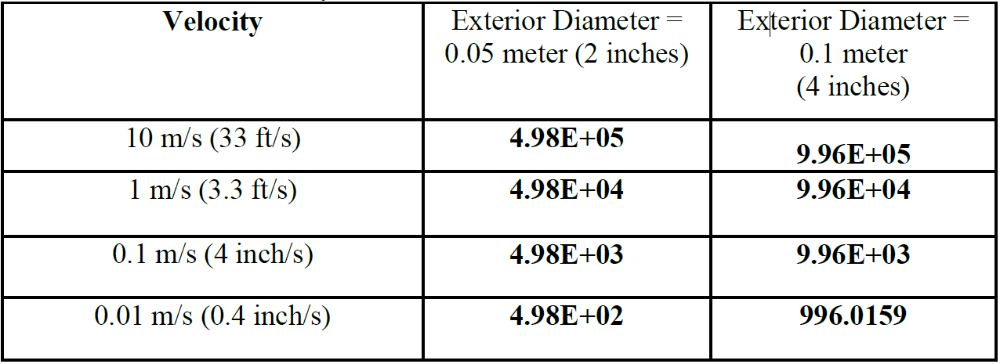 Velocity
Exterior Diameter =
0.05 meter (2 inches)
Exterior Diameter =
0.1 meter
(4 inches)
10 m/s (33 ft/s)
4.98E+05
9.96E+05
1 m/s (3.3 ft/s)
4.98E+04
9.96E+04
0.1 m/s (4 inch/s)
4.98E+03
9.96E+03
0.01 m/s (0.4 inch/s)
4.98E+02
996.0159